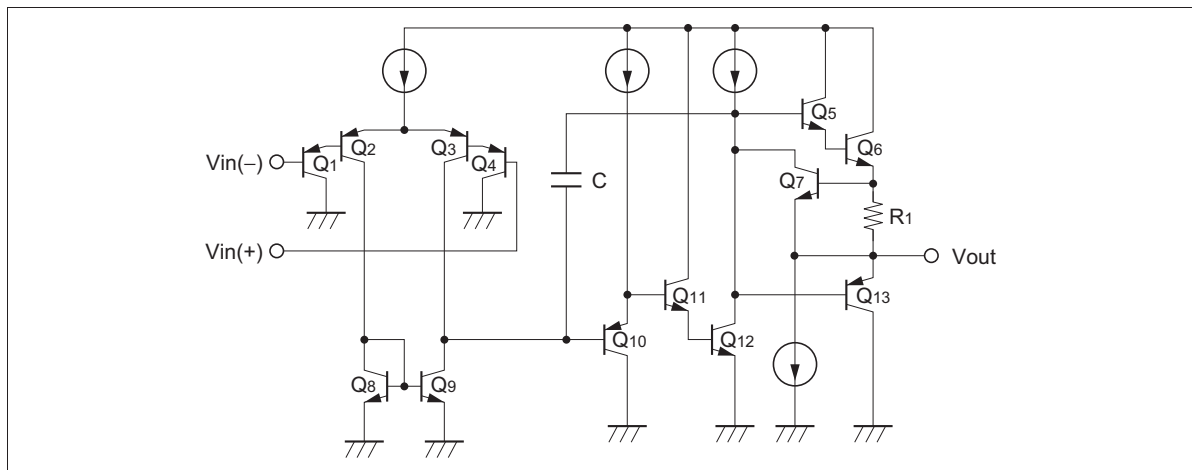 Q5
Q6
Vin(−)
Q1
Q2
Q3
Q4
C
Q7
R1
Vin(+)
Vout
Q11
Q13
Q10
Q12
Q8
Q9